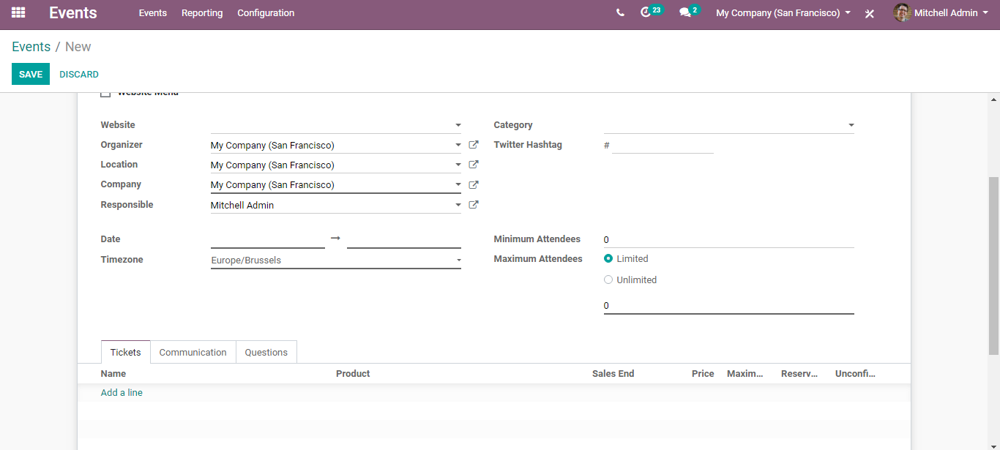 Events Events Reporting Configuration 23 2 My Company (San Francisco) Mitchell Admin
Events / New
SAVE DISCARD
Website Menu
Website Category
Organizer My Company (San Francisco) Twitter Hashtag #
Location My Company (San Francisco)
Company My Company (San Francisco)
Responsible Mitchell Admin
Date → Minimum Attendees 0
Timezone Europe/Brussels Maximum Attendees Limited
Unlimited
0
Tickets Communication Questions
Name Product Sales End Price Maxim... Reserv... Unconfi...
Add a line